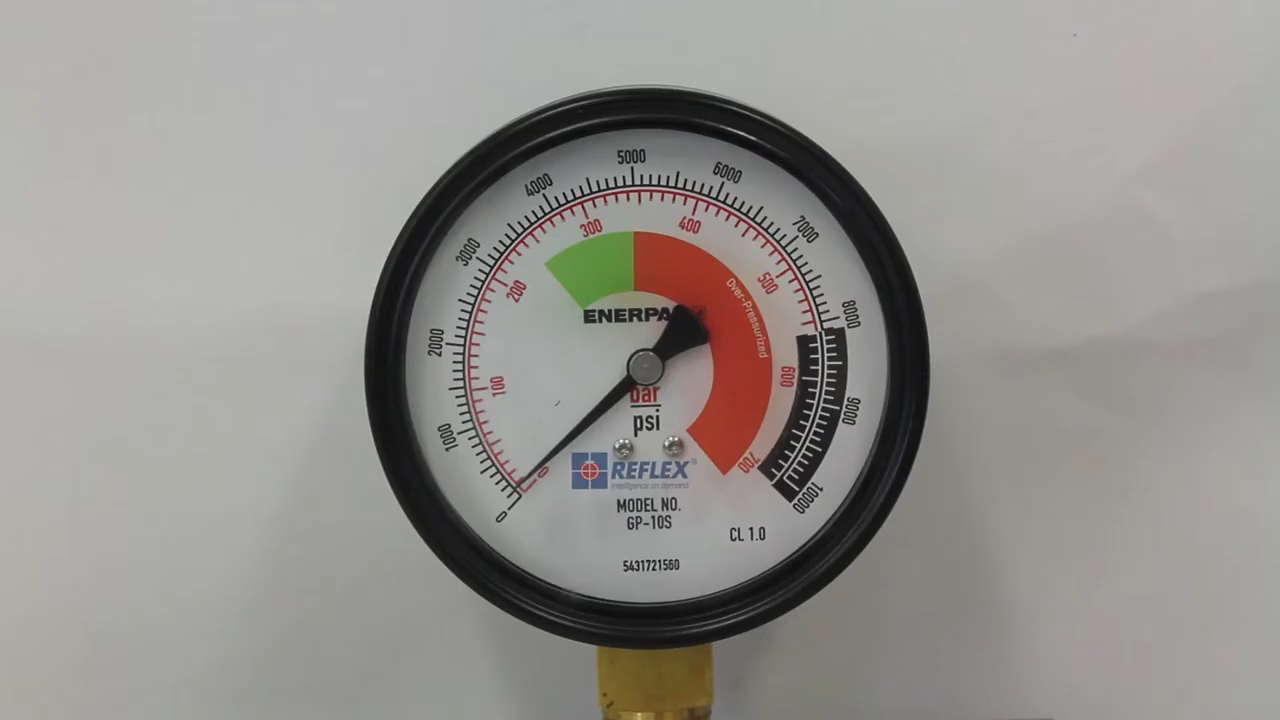 5000
4000
6000
3000
7000
300
400
200
500
Over-Pressurized
8000
ENERPA
2000
100
600
bar
psi
9000
1000
0
REFLEX®
intelligence on demand
700
0
10000
MODEL NO.
GP-10S
CL 1.0
5431721560